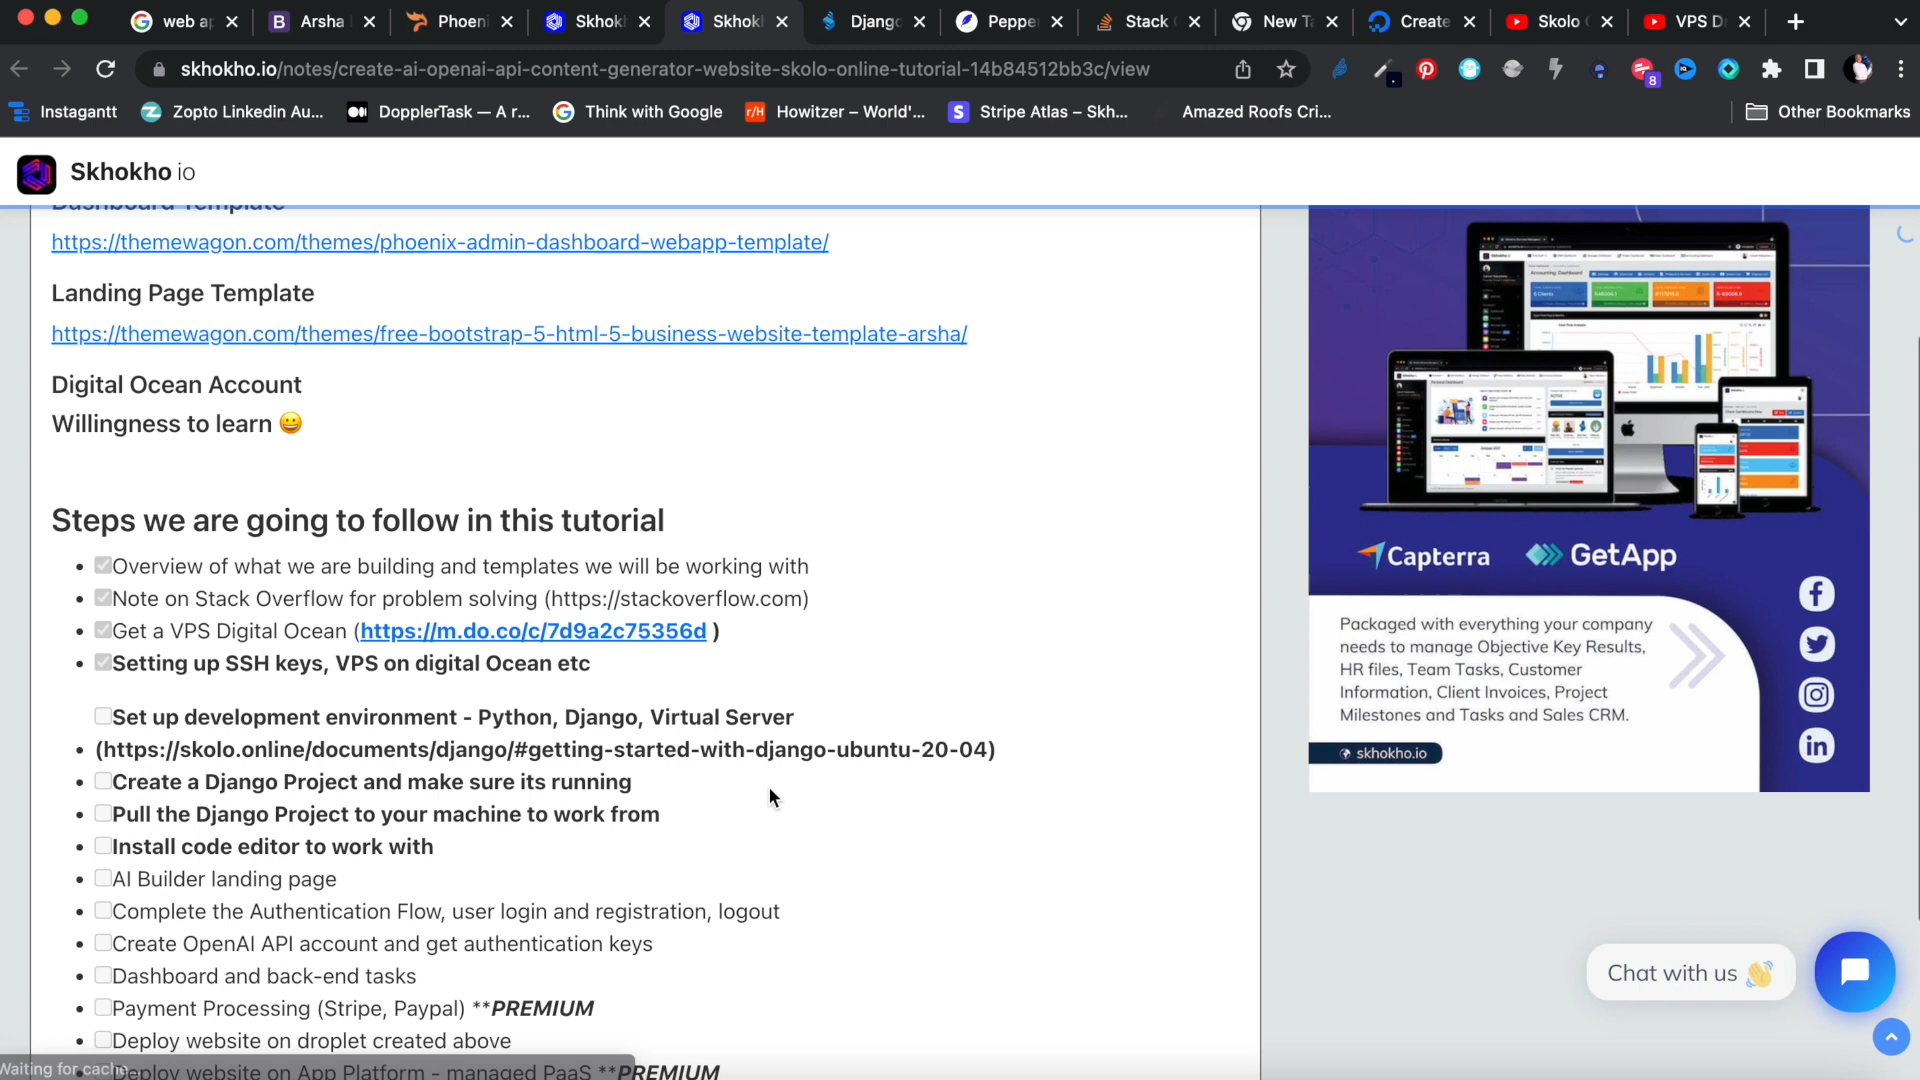 web ap
Arsha
Phoeni
Skhok
Skhok
Django
Peppe
Stack
New Ta
Create
Skolo
VPS D
skhokho.io/notes/create-ai-openai-api-content-generator-website-skolo-online-tutorial-14b84512bb3c/view
8
Instagantt
Zopto Linkedin Au...
DopplerTask — A r...
Think with Google
r/H Howitzer – World'...
S Stripe Atlas – Skh...
Amazed Roofs Cri...
Other Bookmarks
Skhokho io
Dashboard Template
https://themewagon.com/themes/phoenix-admin-dashboard-webapp-template/
Landing Page Template
https://themewagon.com/themes/free-bootstrap-5-html-5-business-website-template-arsha/
Digital Ocean Account
Willingness to learn 😀
Steps we are going to follow in this tutorial
Overview of what we are building and templates we will be working with
Note on Stack Overflow for problem solving (https://stackoverflow.com)
Get a VPS Digital Ocean (https://m.do.co/c/7d9a2c75356d )
Setting up SSH keys, VPS on digital Ocean etc
Set up development environment - Python, Django, Virtual Server
(https://skolo.online/documents/django/#getting-started-with-django-ubuntu-20-04)
Create a Django Project and make sure its running
Pull the Django Project to your machine to work from
Install code editor to work with
AI Builder landing page
Complete the Authentication Flow, user login and registration, logout
Create OpenAI API account and get authentication keys
Dashboard and back-end tasks
Payment Processing (Stripe, Paypal) **PREMIUM
Deploy website on droplet created above
Deploy website on App Platform - managed PaaS **PREMIUM
Waiting for cache...
Capterra
GetApp
Packaged with everything your company
needs to manage Objective Key Results,
HR files, Team Tasks, Customer
Information, Client Invoices, Project
Milestones and Tasks and Sales CRM.
skhokho.io
Chat with us 👋